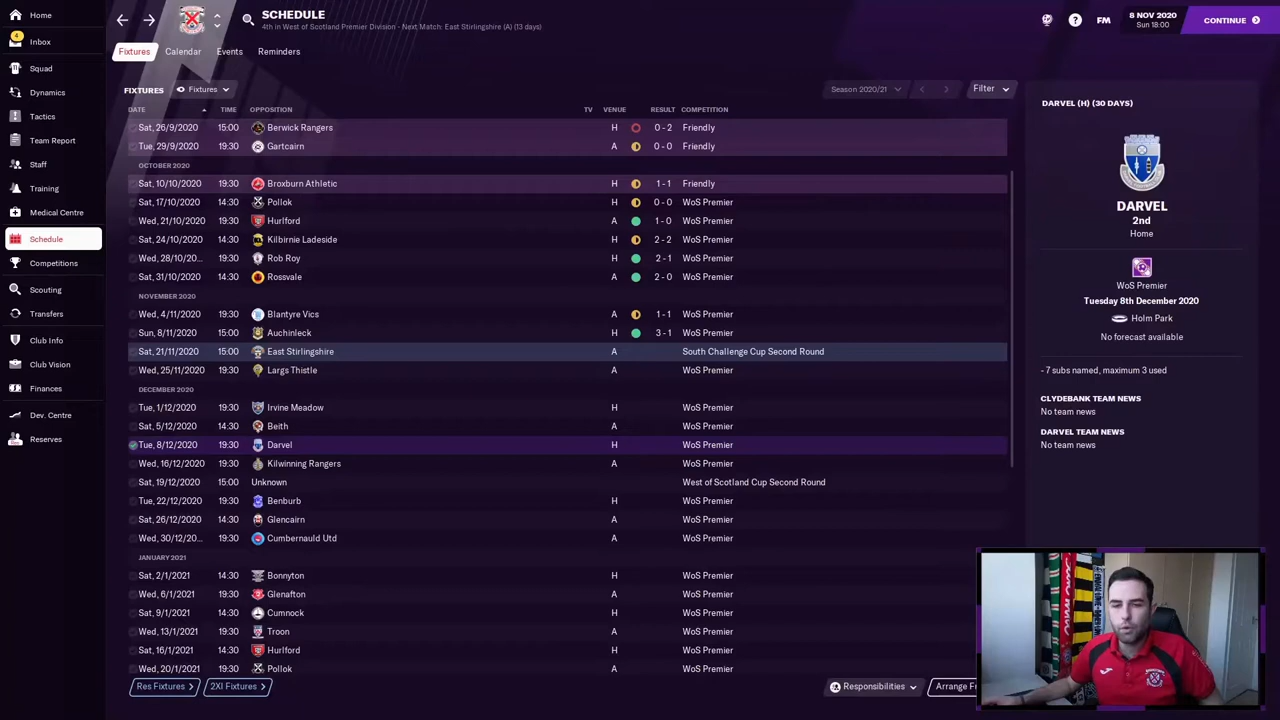 Home
4
Inbox
Squad
Dynamics
Tactics
Team Report
Staff
Training
Medical Centre
Schedule
Competitions
Scouting
Transfers
Club Info
Club Vision
Finances
Dev. Centre
Reserves
SCHEDULE
4th in West of Scotland Premier Division - Next Match: East Stirlingshire (A) (13 days)
? FM
8 NOV 2020
Sun 18:00
CONTINUE
Fixtures Calendar Events Reminders
FIXTURES Fixtures Season 2020/21 Filter
DATE TIME OPPOSITION TV VENUE RESULT COMPETITION
Sat, 26/9/2020 15:00 Berwick Rangers H 0 - 2 Friendly
Tue, 29/9/2020 19:30 Gartcairn A 0 - 0 Friendly
OCTOBER 2020
Sat, 10/10/2020 19:30 Broxburn Athletic H 1 - 1 Friendly
Sat, 17/10/2020 14:30 Pollok H 0 - 0 WoS Premier
Wed, 21/10/2020 19:30 Hurlford A 1 - 0 WoS Premier
Sat, 24/10/2020 14:30 Kilbirnie Ladeside H 2 - 2 WoS Premier
Wed, 28/10/20... 19:30 Rob Roy H 2 - 1 WoS Premier
Sat, 31/10/2020 14:30 Rossvale A 2 - 0 WoS Premier
NOVEMBER 2020
Wed, 4/11/2020 19:30 Blantyre Vics A 1 - 1 WoS Premier
Sun, 8/11/2020 15:00 Auchinleck H 3 - 1 WoS Premier
Sat, 21/11/2020 15:00 East Stirlingshire A South Challenge Cup Second Round
Wed, 25/11/2020 19:30 Largs Thistle A WoS Premier
DECEMBER 2020
Tue, 1/12/2020 19:30 Irvine Meadow H WoS Premier
Sat, 5/12/2020 14:30 Beith A WoS Premier
Tue, 8/12/2020 19:30 Darvel H WoS Premier
Wed, 16/12/2020 19:30 Kilwinning Rangers A WoS Premier
Sat, 19/12/2020 15:00 Unknown West of Scotland Cup Second Round
Tue, 22/12/2020 19:30 Benburb H WoS Premier
Sat, 26/12/2020 14:30 Glencairn A WoS Premier
Wed, 30/12/20... 19:30 Cumbernauld Utd A WoS Premier
JANUARY 2021
Sat, 2/1/2021 14:30 Bonnyton H WoS Premier
Wed, 6/1/2021 19:30 Glenafton A WoS Premier
Sat, 9/1/2021 14:30 Cumnock H WoS Premier
Wed, 13/1/2021 19:30 Troon A WoS Premier
Sat, 16/1/2021 14:30 Hurlford H WoS Premier
Wed, 20/1/2021 19:30 Pollok A WoS Premier
Res Fixtures 2XI Fixtures Responsibilities Arrange
DARVEL (H) (30 DAYS)
DARVEL
2nd
Home
WoS Premier
Tuesday 8th December 2020
Holm Park
No forecast available
- 7 subs named, maximum 3 used
CLYDEBANK TEAM NEWS
No team news
DARVEL TEAM NEWS
No team news